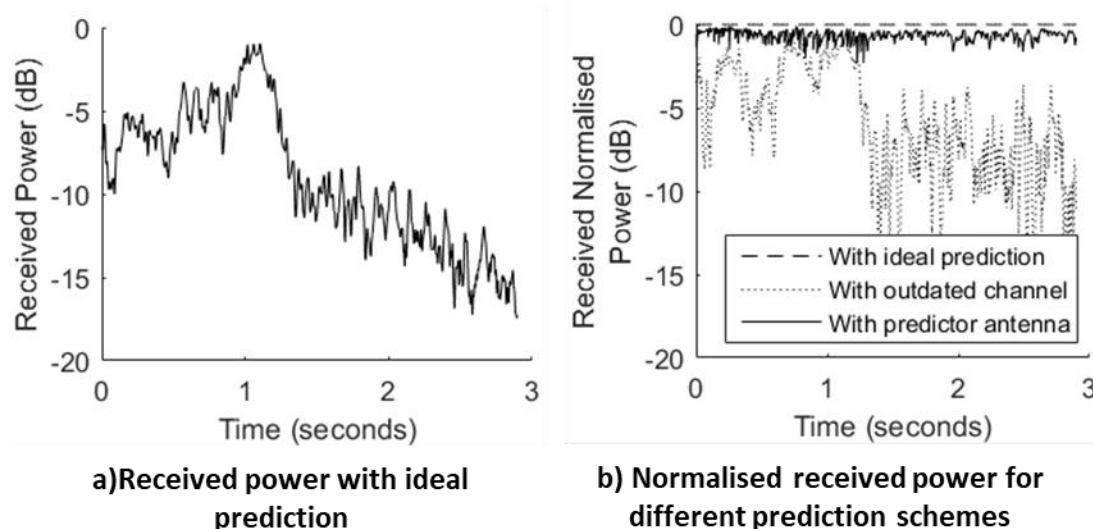 0
-5
-10
-15
-20
Received Power (dB)
0
1
2
3
Time (seconds)
a)Received power with ideal
prediction
0
-5
-10
-15
-20
Received Normalised
Power (dB)
With ideal prediction
With outdated channel
With predictor antenna
0
1
2
3
Time (seconds)
b) Normalised received power for
different prediction schemes